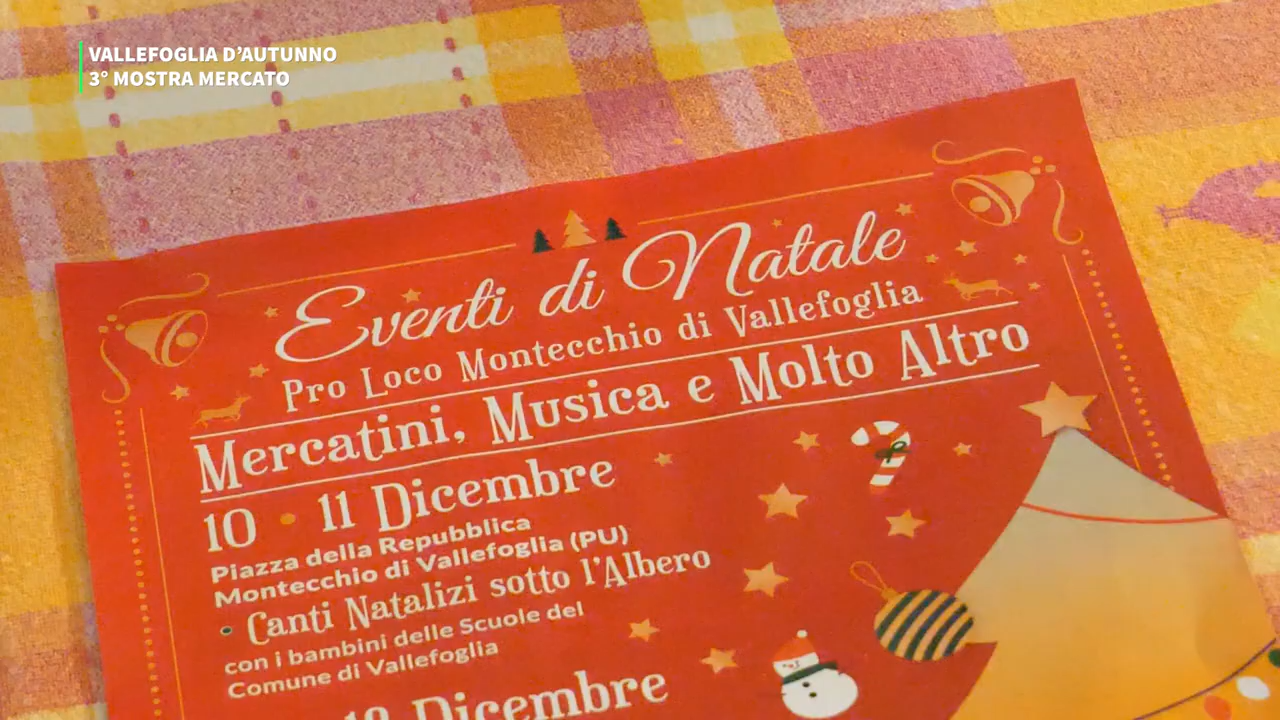 VALLEFOGLIA D'AUTUNNO
3° MOSTRA MERCATO
Eventi di Natale
Pro Loco Montecchio di Vallefoglia
Mercatini, Musica e Molto Altro
10 • 11 Dicembre
Piazza della Repubblica
Montecchio di Vallefoglia (PU)
• Canti Natalizi sotto l'Albero
con i bambini delle Scuole del
Comune di Vallefoglia
Dicembre